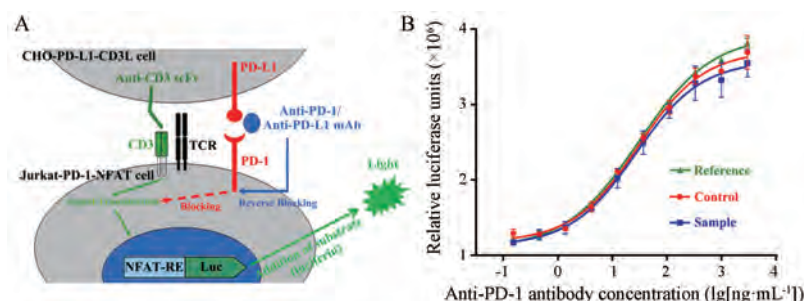 A
CHO-PD-L1-CD3L cell
Anti-CD3 scFv
PD-L1
Anti-PD-1/
Anti-PD-L1 mAb
CD3
TCR
PD-1
Jurkat-PD-1-NFAT cell
Light
Blocking
Reverse Blocking
Addition of substrate
NFAT-RE
Luc
B
Relative luciferase units (×10⁶)
4
3
2
1
Reference
Control
Sample
-1
0
1
2
3
4
Anti-PD-1 antibody concentration (lg[ng·mL⁻¹])